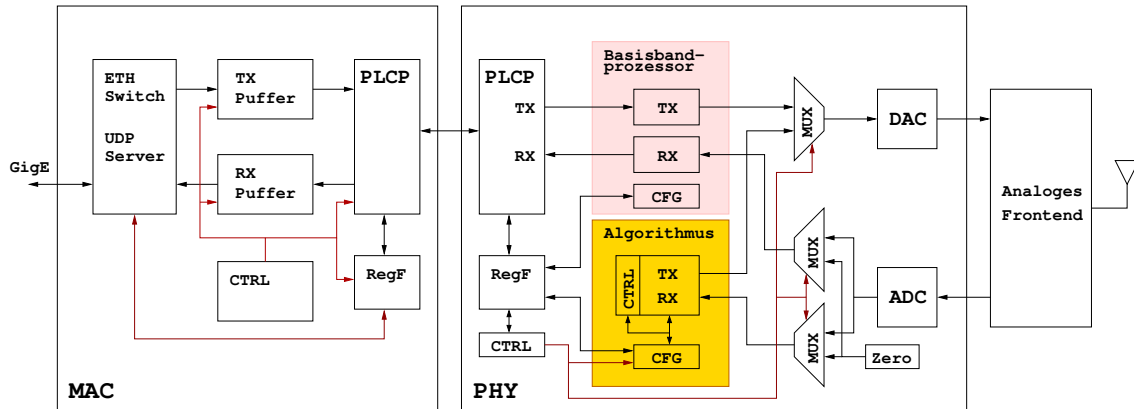 GigE
ETH
Switch
UDP
Server
TX
Puffer
RX
Puffer
CTRL
PLCP
RegF
MAC
PLCP
TX
RX
RegF
CTRL
PHY
Basisband-
prozessor
TX
RX
CFG
Algorithmus
CTRL
TX
RX
CFG
MUX
MUX
MUX
DAC
ADC
Zero
Analoges
Frontend